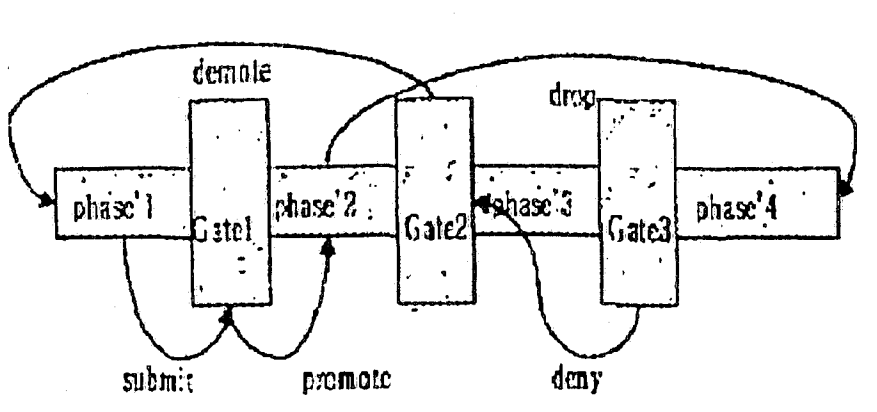 demote
drop
phase'1
Gate1
phase'2
Gate2
phase'3
Gate3
phase'4
submit
promote
deny